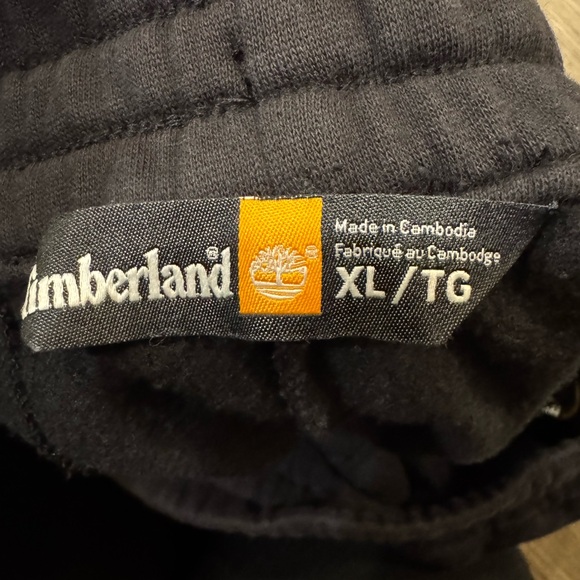 Timberland®
®
Made in Cambodia
Fabriqué au Cambodge
XL / TG